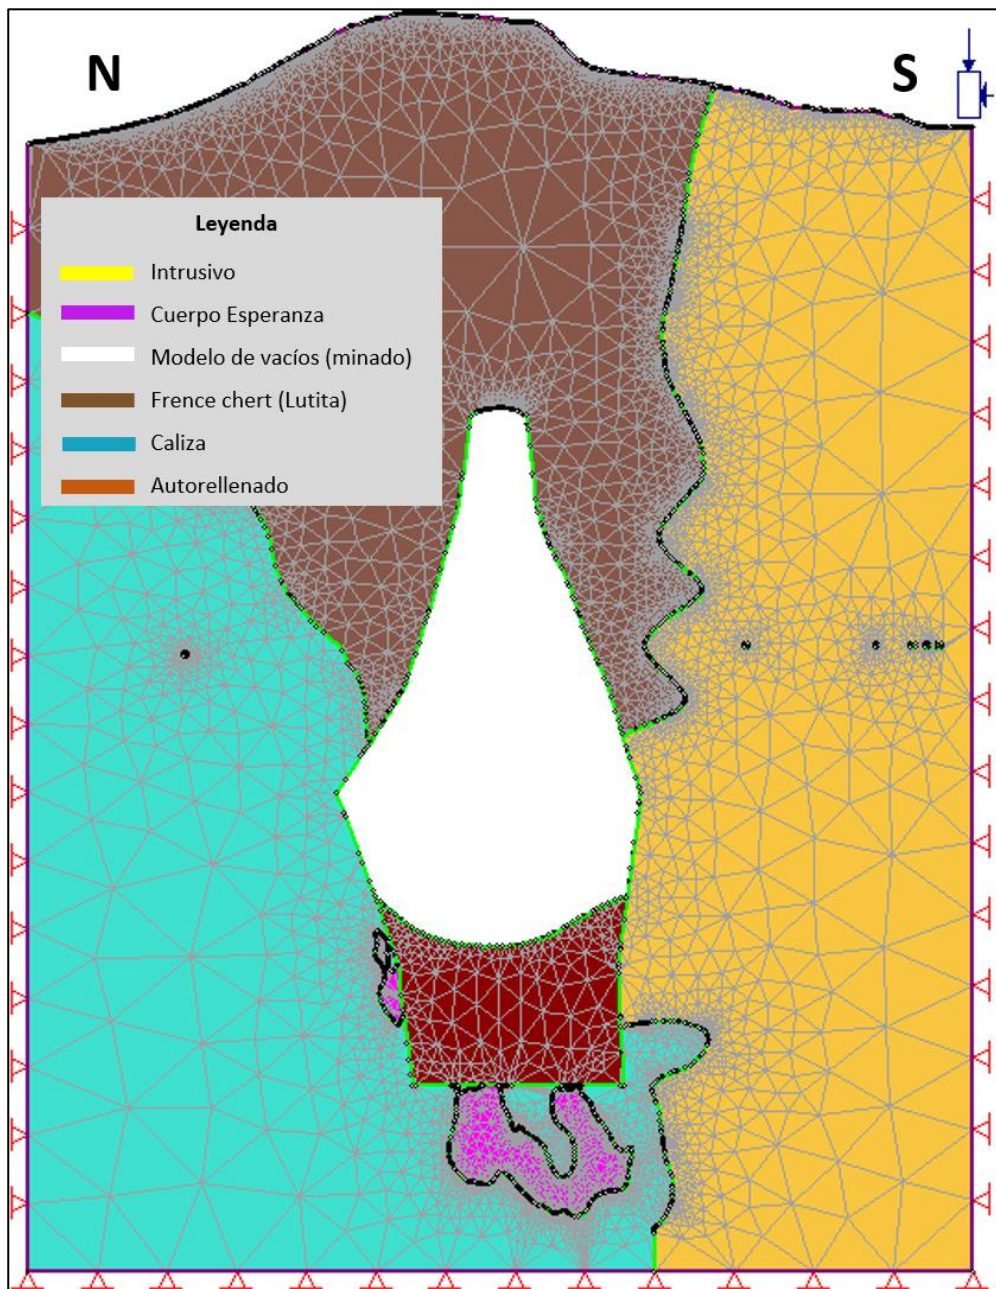 N
S
Leyenda
Intrusivo
Cuerpo Esperanza
Modelo de vacíos (minado)
Frence chert (Lutita)
Caliza
Autorellenado